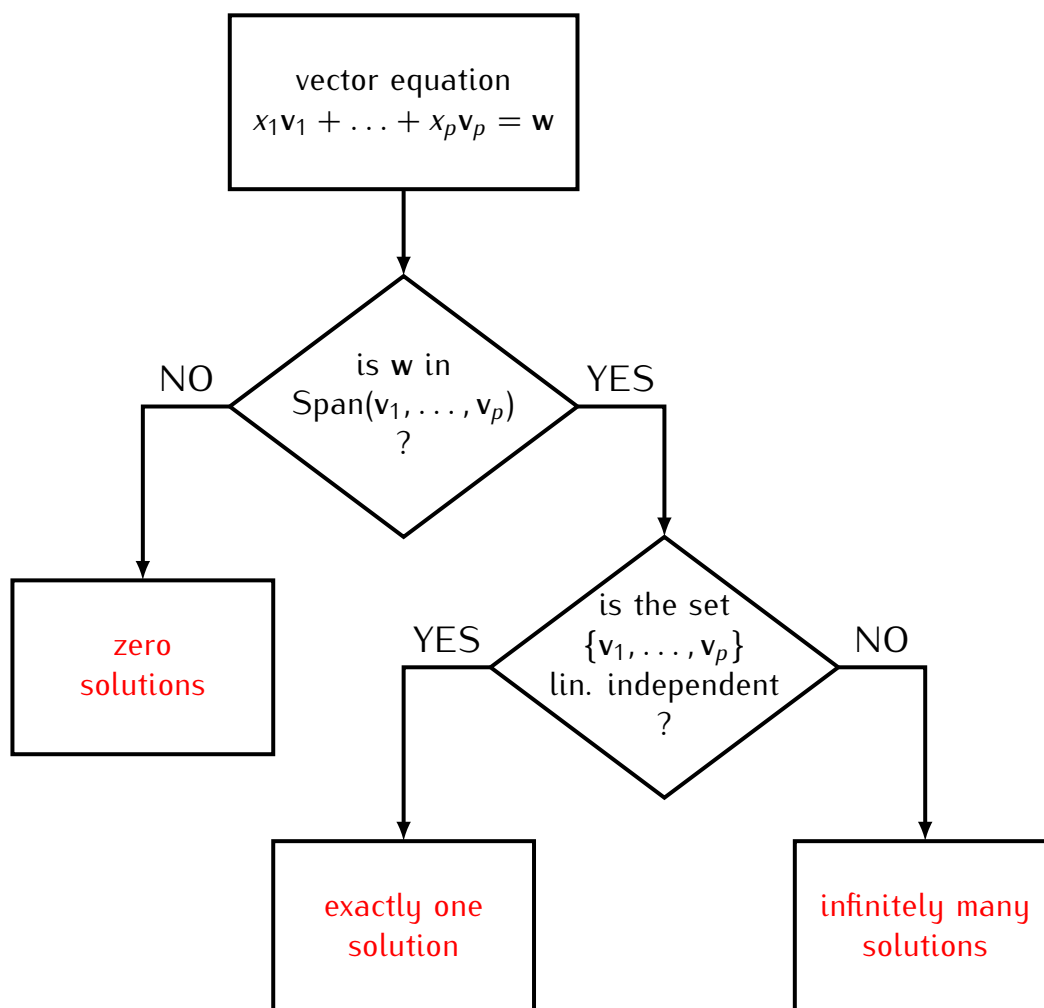 vector equation
x₁v₁ + … + xₚvₚ = w
is w in
Span(v₁, … , vₚ)
?
NO
YES
zero
solutions
is the set
{v₁, … , vₚ}
lin. independent
?
YES
NO
exactly one
solution
infinitely many
solutions